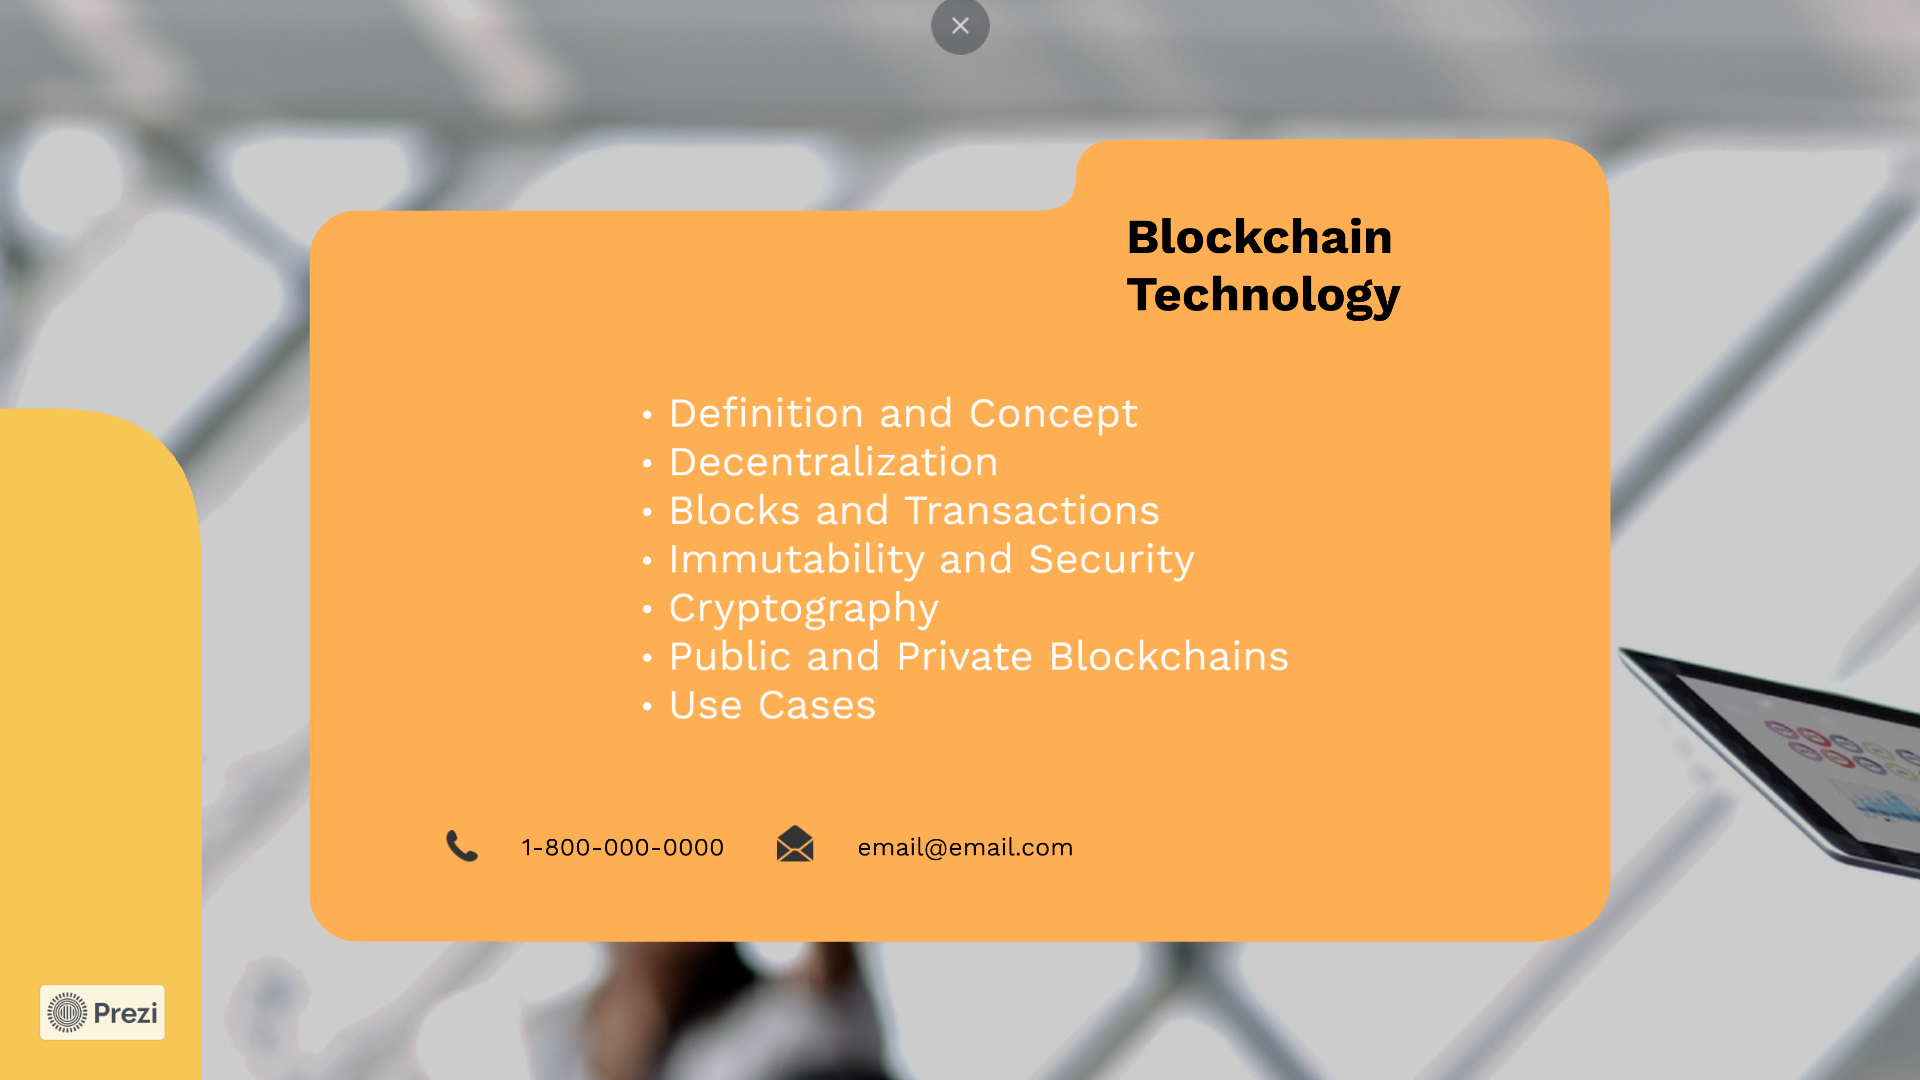 Blockchain
Technology
• Definition and Concept
• Decentralization
• Blocks and Transactions
• Immutability and Security
• Cryptography
• Public and Private Blockchains
• Use Cases
1-800-000-0000 email@email.com
Prezi